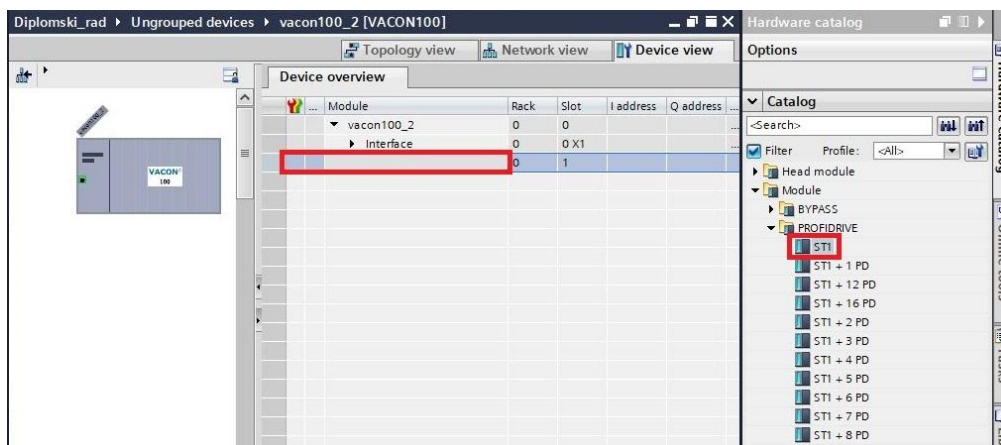 Diplomski_rad ▸ Ungrouped devices ▸ vacon100_2 [VACON100]
Hardware catalog
Topology view
Network view
Device view
Options
Device overview
... Module Rack Slot I address Q address ...
vacon100_2 0 0
Interface 0 0 X1
0 1
vacon100_2
VACON®
100
Catalog
<Search>
Filter Profile: <All>
Head module
Module
BYPASS
PROFIDRIVE
ST1
ST1 + 1 PD
ST1 + 12 PD
ST1 + 16 PD
ST1 + 2 PD
ST1 + 3 PD
ST1 + 4 PD
ST1 + 5 PD
ST1 + 6 PD
ST1 + 7 PD
ST1 + 8 PD